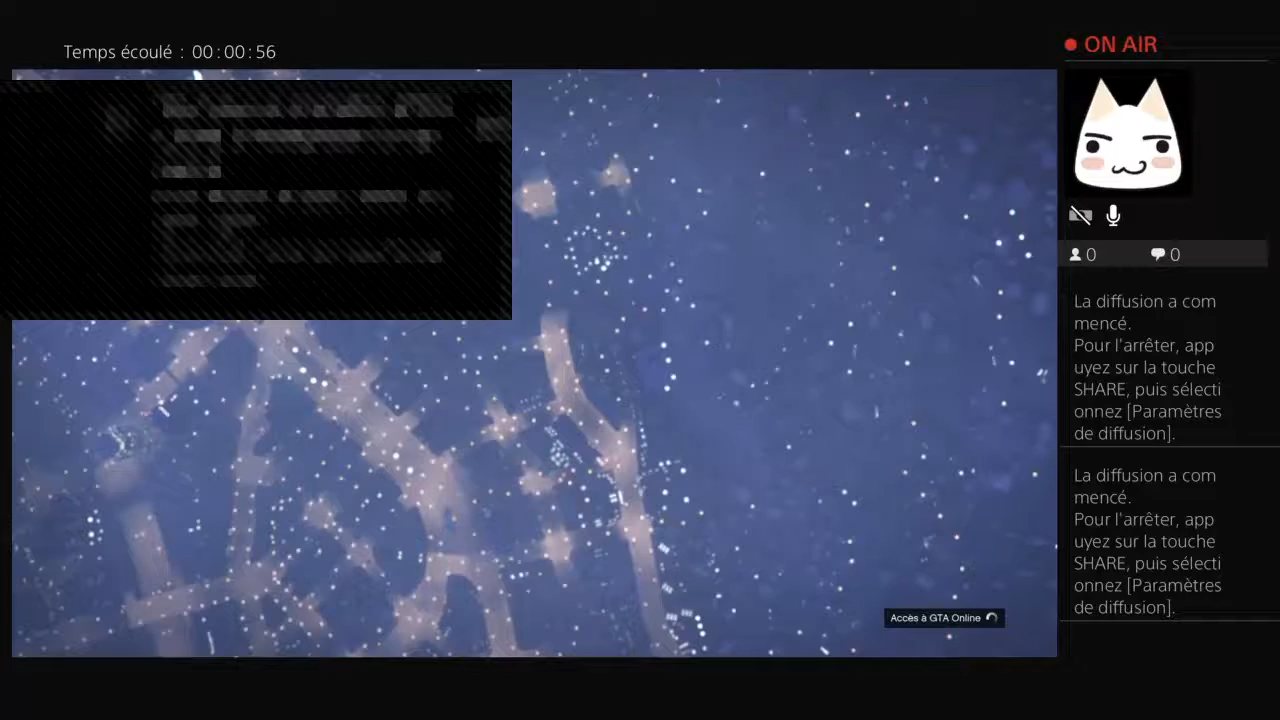 Temps écoulé : 00:00:56
ON AIR
0
0
La diffusion a com
mencé.
Pour l'arrêter, app
uyez sur la touche
SHARE, puis sélecti
onnez [Paramètres
de diffusion].
La diffusion a com
mencé.
Pour l'arrêter, app
uyez sur la touche
SHARE, puis sélecti
onnez [Paramètres
de diffusion].
Accès à GTA Online